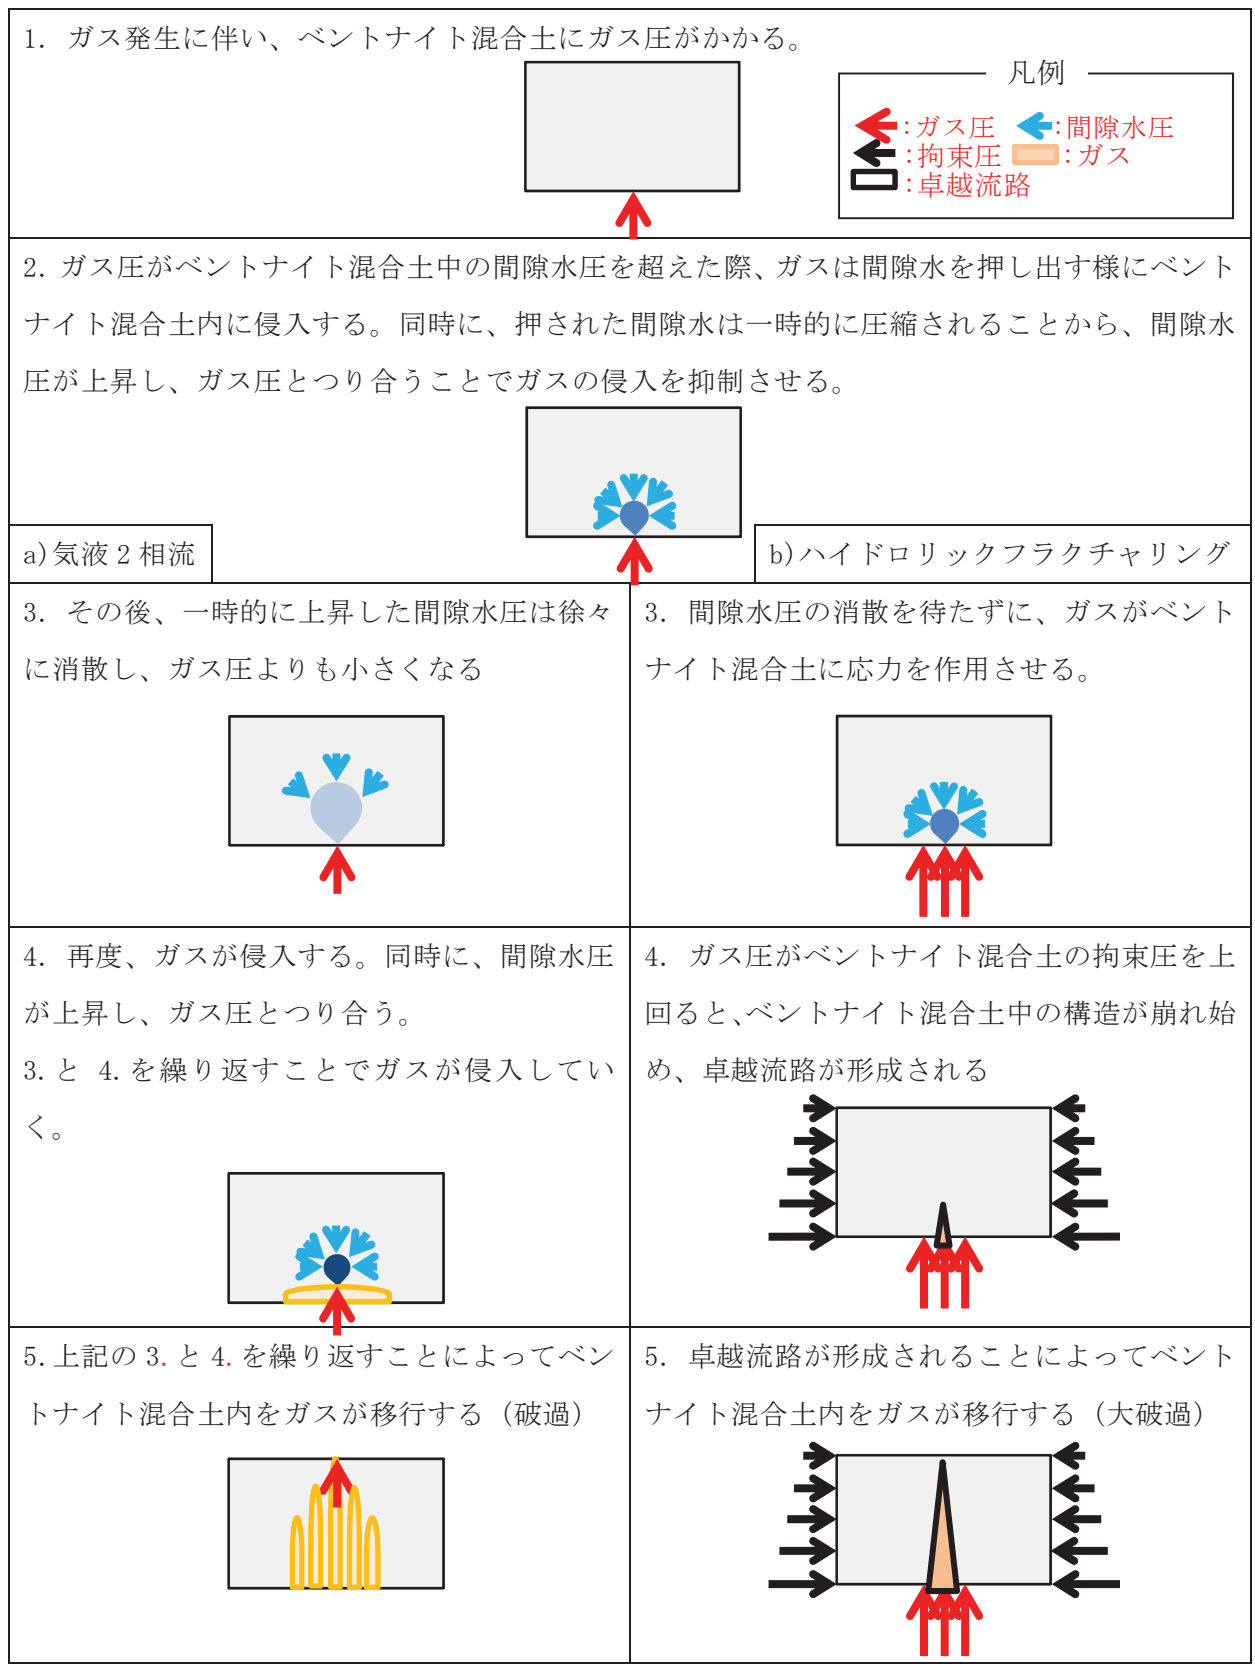 1. ガス発生に伴い、ベントナイト混合土にガス圧がかかる。
凡例
:ガス圧 :間隙水圧
:拘束圧 :ガス
:卓越流路
2. ガス圧がベントナイト混合土中の間隙水圧を超えた際、ガスは間隙水を押し出す様にベント
ナイト混合土内に侵入する。同時に、押された間隙水は一時的に圧縮されることから、間隙水
圧が上昇し、ガス圧とつり合うことでガスの侵入を抑制させる。
a)気液2相流
b)ハイドロリックフラクチャリング
3. その後、一時的に上昇した間隙水圧は徐々
に消散し、ガス圧よりも小さくなる
3. 間隙水圧の消散を待たずに、ガスがベント
ナイト混合土に応力を作用させる。
4. 再度、ガスが侵入する。同時に、間隙水圧
が上昇し、ガス圧とつり合う。
3.と 4.を繰り返すことでガスが侵入してい
く。
4. ガス圧がベントナイト混合土の拘束圧を上
回ると、ベントナイト混合土中の構造が崩れ始
め、卓越流路が形成される
5.上記の3.と4.を繰り返すことによってベン
トナイト混合土内をガスが移行する（破過）
5. 卓越流路が形成されることによってベント
ナイト混合土内をガスが移行する（大破過）